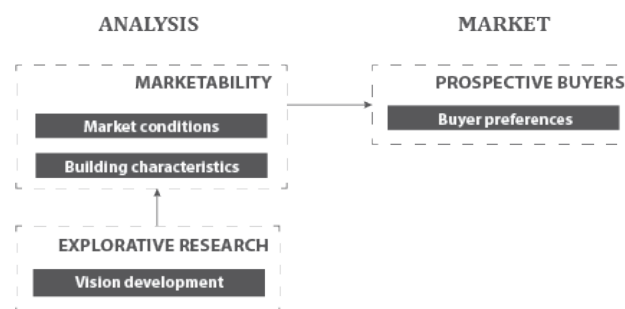 ANALYSIS
MARKET
MARKETABILITY
Market conditions
Building characteristics
PROSPECTIVE BUYERS
Buyer preferences
EXPLORATIVE RESEARCH
Vision development